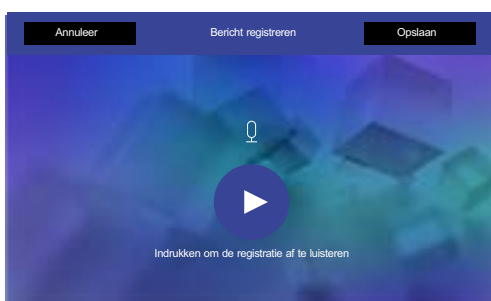 Annuleer
Bericht registreren
Opslaan
Indrukken om de registratie af te luisteren